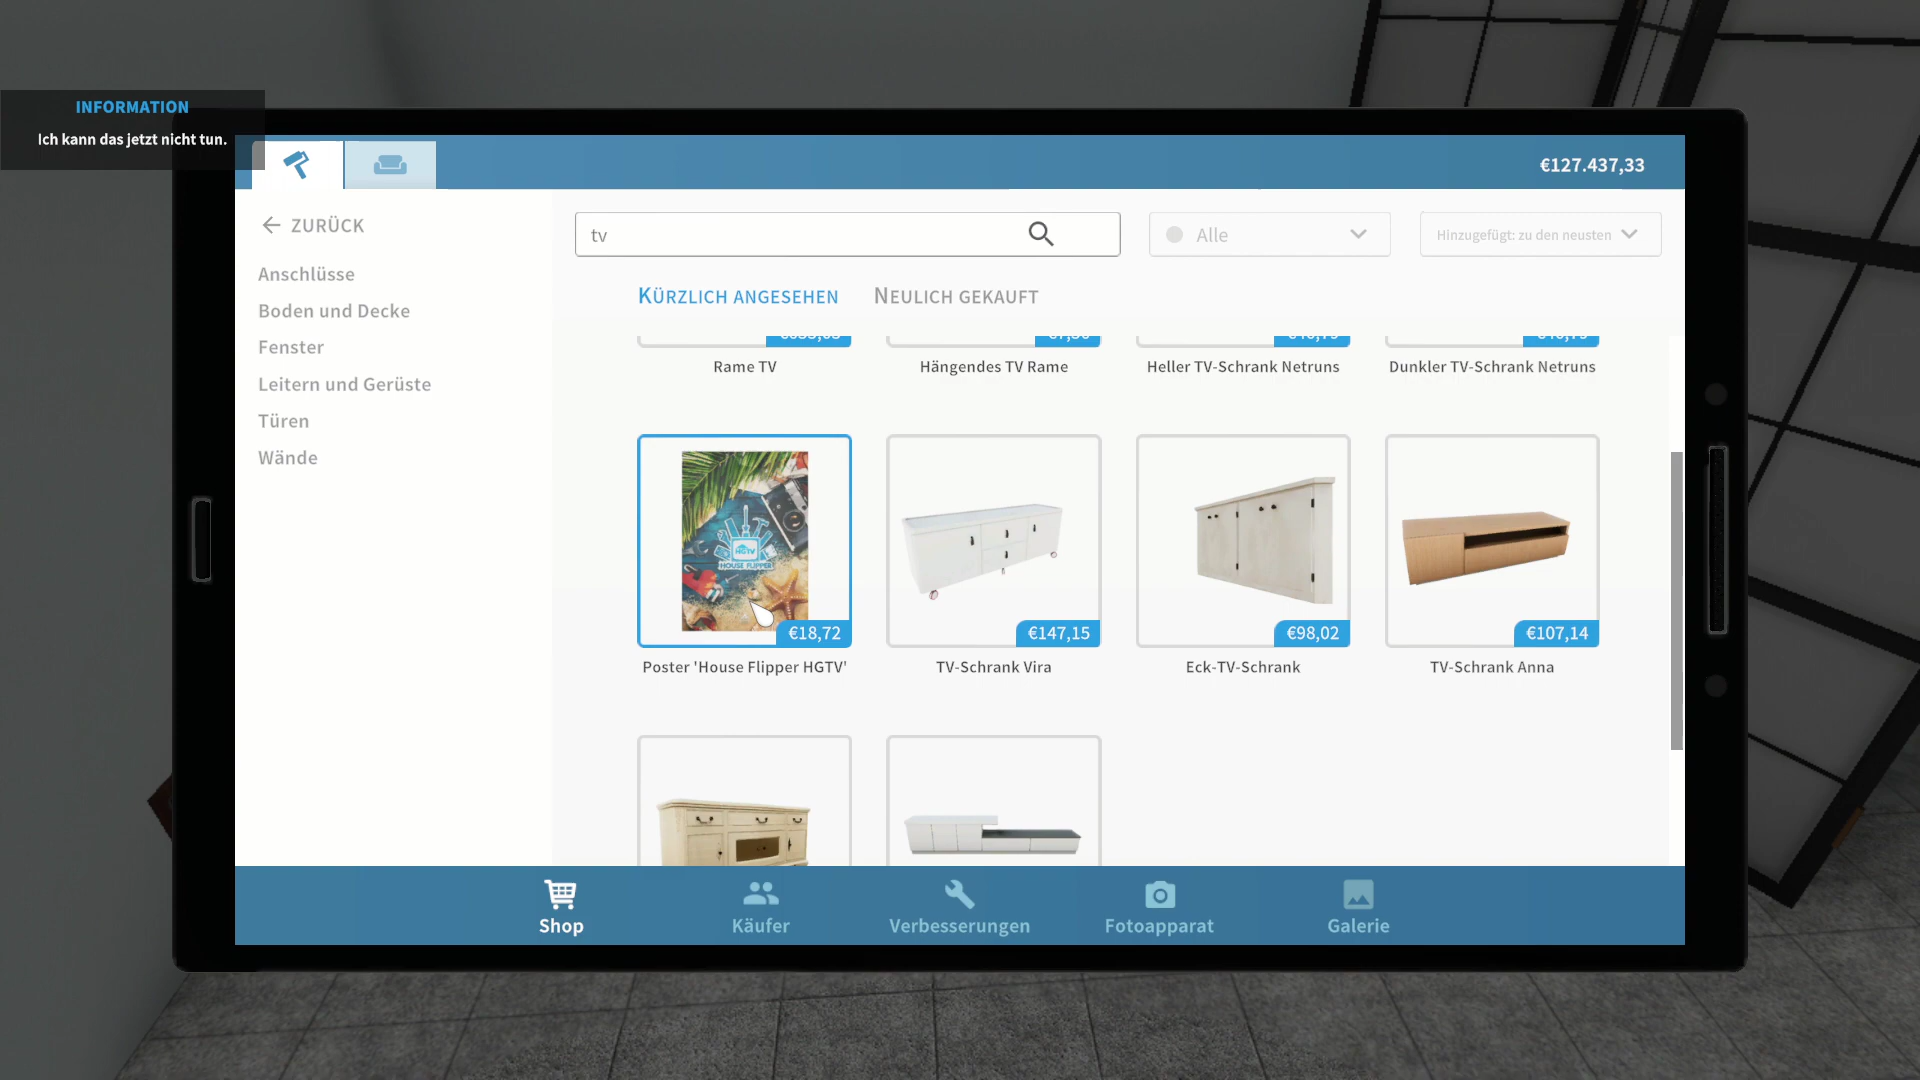 INFORMATION
Ich kann das jetzt nicht tun.
€127.437,33
ZURÜCK
Anschlüsse
Boden und Decke
Fenster
Leitern und Gerüste
Türen
Wände
tv
Alle
Hinzugefügt: zu den neusten
KÜRZLICH ANGESEHEN
NEULICH GEKAUFT
Rame TV
Hängendes TV Rame
Heller TV-Schrank Netruns
Dunkler TV-Schrank Netruns
HGTV
HOUSE FLIPPER
€18,72
€147,15
€98,02
€107,14
Poster 'House Flipper HGTV'
TV-Schrank Vira
Eck-TV-Schrank
TV-Schrank Anna
Shop
Käufer
Verbesserungen
Fotoapparat
Galerie